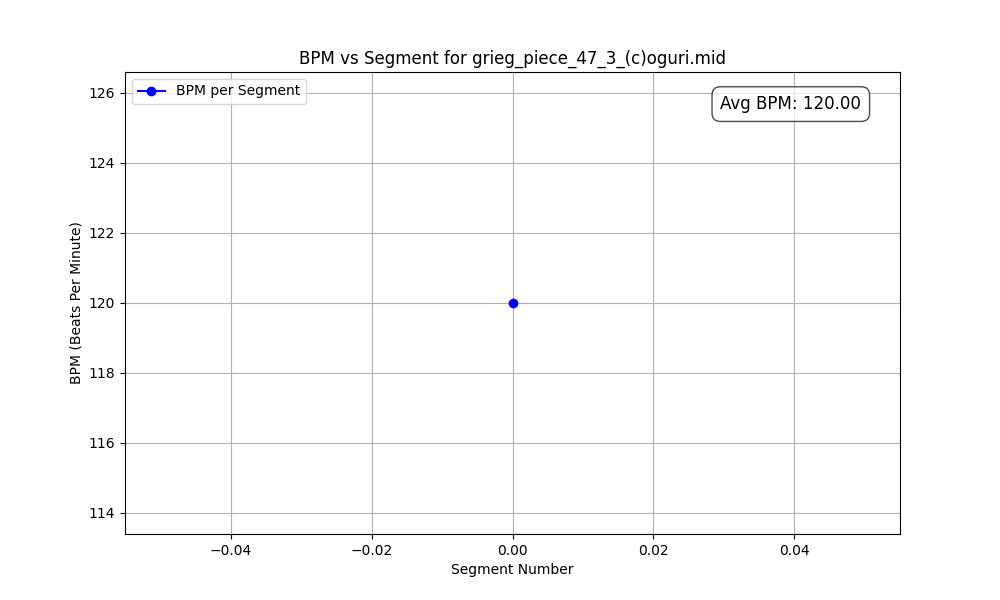 BPM vs Segment for grieg_piece_47_3_(c)oguri.mid
BPM per Segment
Avg BPM: 120.00
126
124
122
120
118
116
114
BPM (Beats Per Minute)
−0.04
−0.02
0.00
0.02
0.04
Segment Number